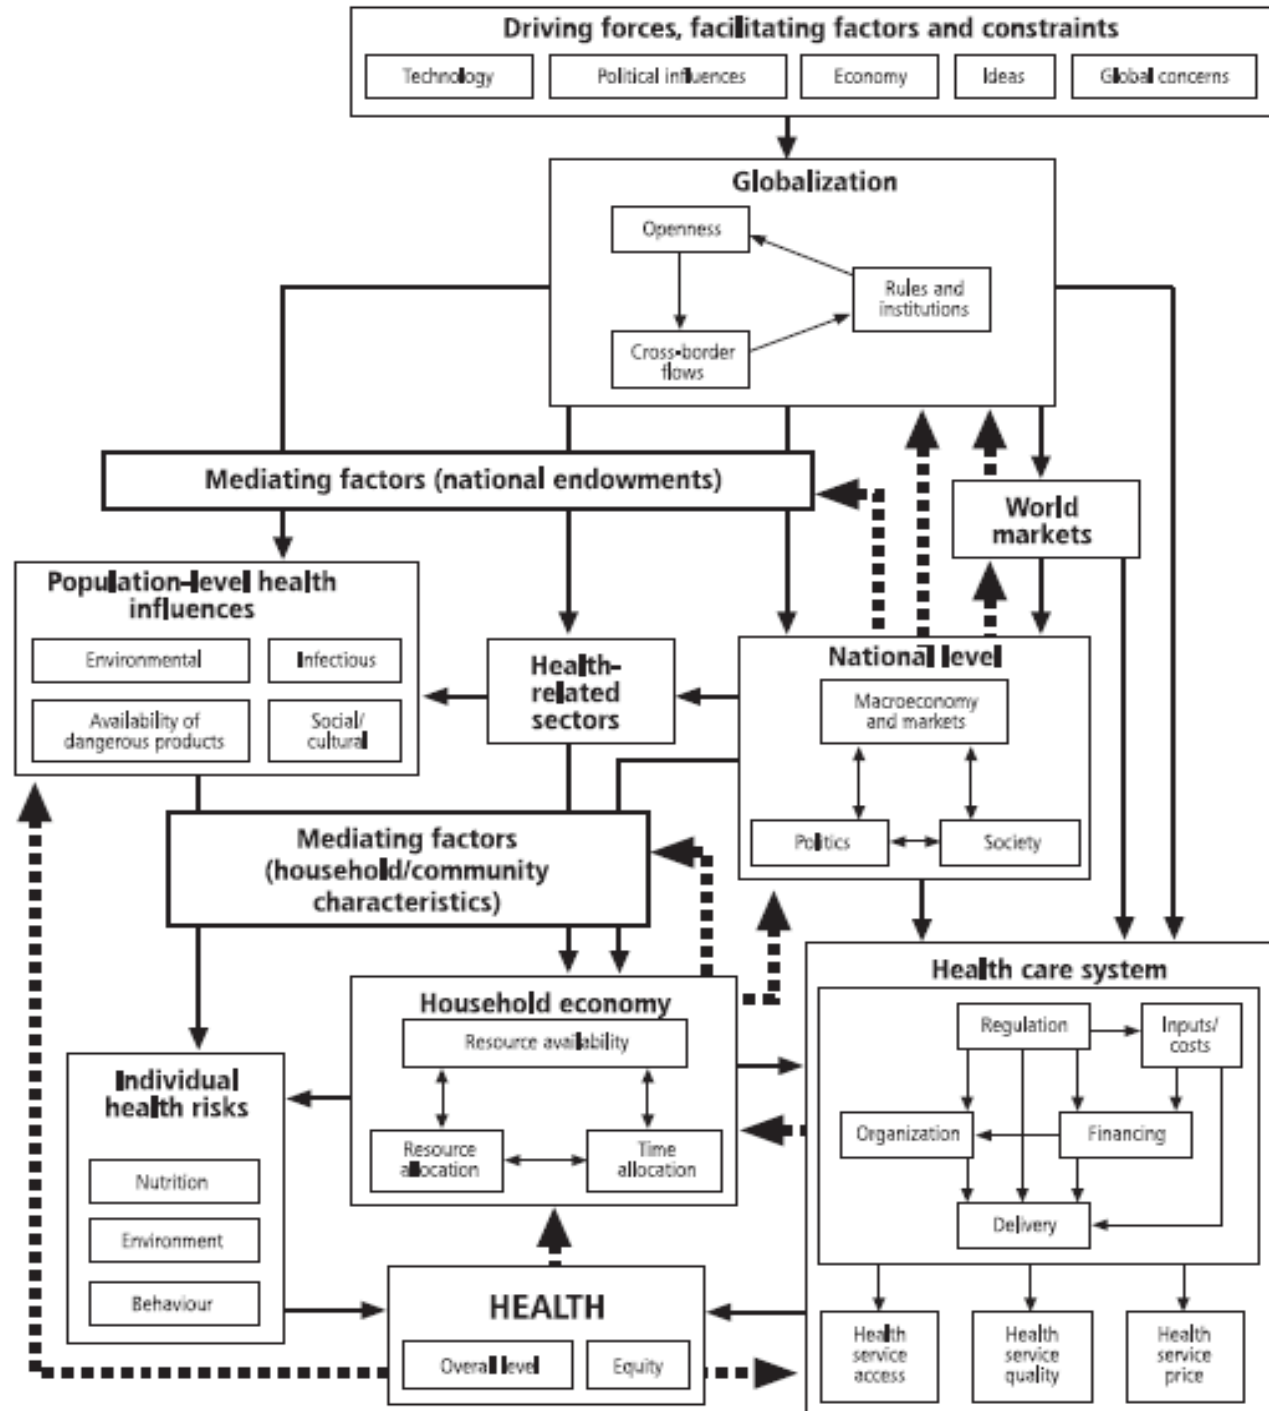 Driving forces, facilitating factors and constraints
Technology
Political influences
Economy
Ideas
Global concerns
Globalization
Openness
Rules and
institutions
Cross-border
flows
Mediating factors (national endowments)
World
markets
Population-level health
influences
Environmental
Infectious
Availability of
dangerous products
Social/
cultural
Health-
related
sectors
National level
Macroeconomy
and markets
Politics
Society
Mediating factors
(household/community
characteristics)
Household economy
Resource availability
Resource
allocation
Time
allocation
Health care system
Regulation
Inputs/
costs
Organization
Financing
Delivery
Individual
health risks
Nutrition
Environment
Behaviour
HEALTH
Overall level
Equity
Health
service
access
Health
service
quality
Health
service
price